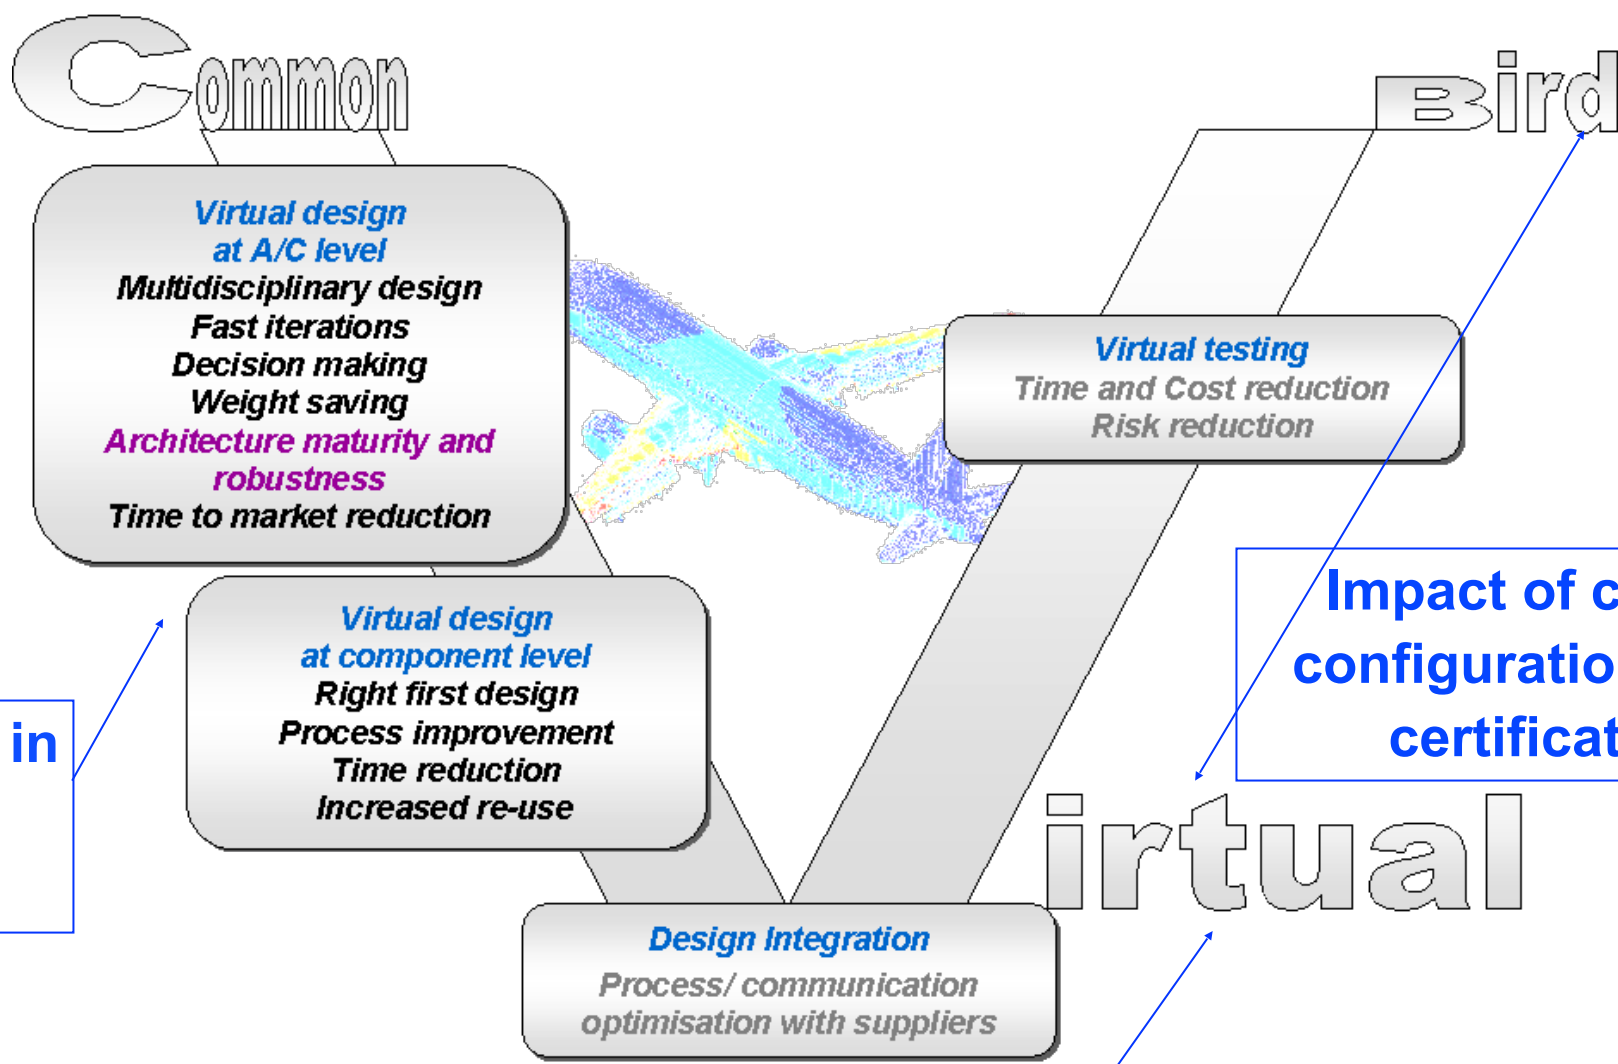 Common
Bird
Virtual design
at A/C level
Multidisciplinary design
Fast iterations
Decision making
Weight saving
Architecture maturity and
robustness
Time to market reduction
Virtual testing
Time and Cost reduction
Risk reduction
Virtual design
at component level
Right first design
Process improvement
Time reduction
Increased re-use
in
Impact of c
configuratio
certificat
irtual
Design Integration
Process/ communication
optimisation with suppliers